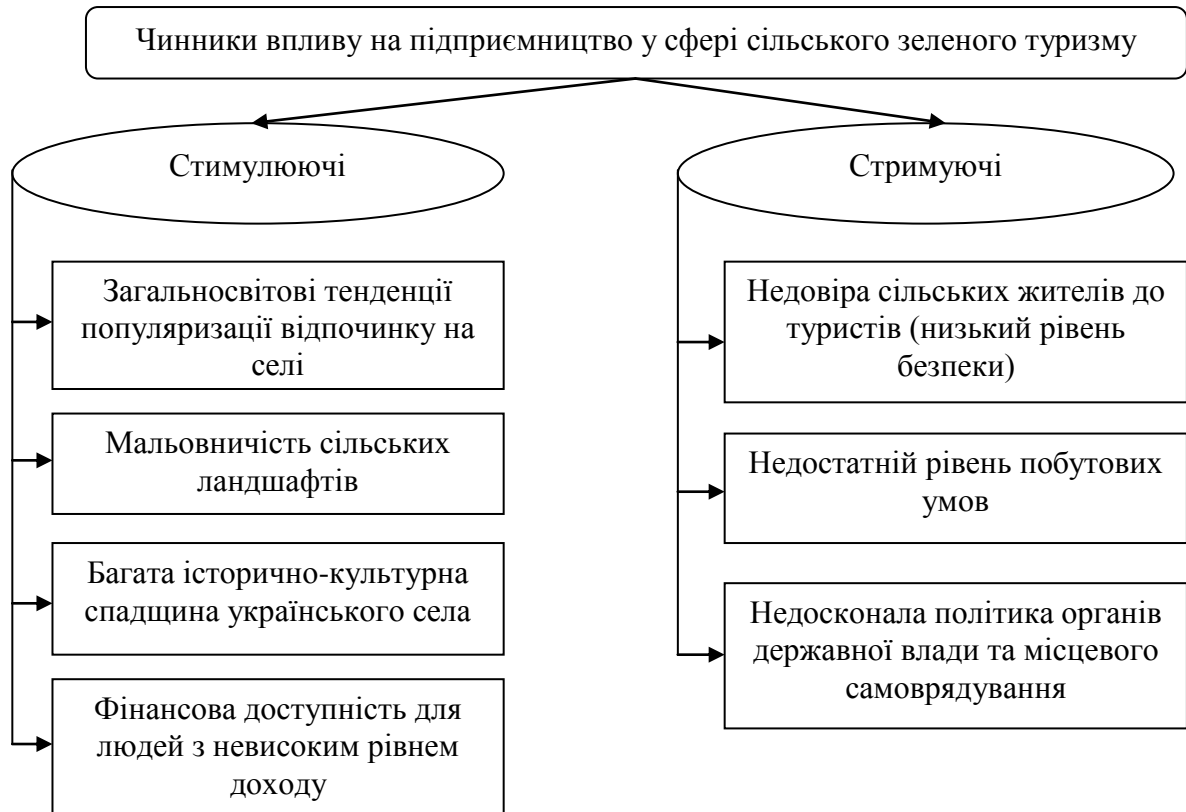 Чинники впливу на підприємництво у сфері сільського зеленого туризму
Стимулюючі
Загальносвітові тенденції
популяризації відпочинку на
селі
Мальовничість сільських
ландшафтів
Багата історично-культурна
спадщина українського села
Фінансова доступність для
людей з невисоким рівнем
доходу
Стримуючі
Недовіра сільських жителів до
туристів (низький рівень
безпеки)
Недостатній рівень побутових
умов
Недосконала політика органів
державної влади та місцевого
самоврядування